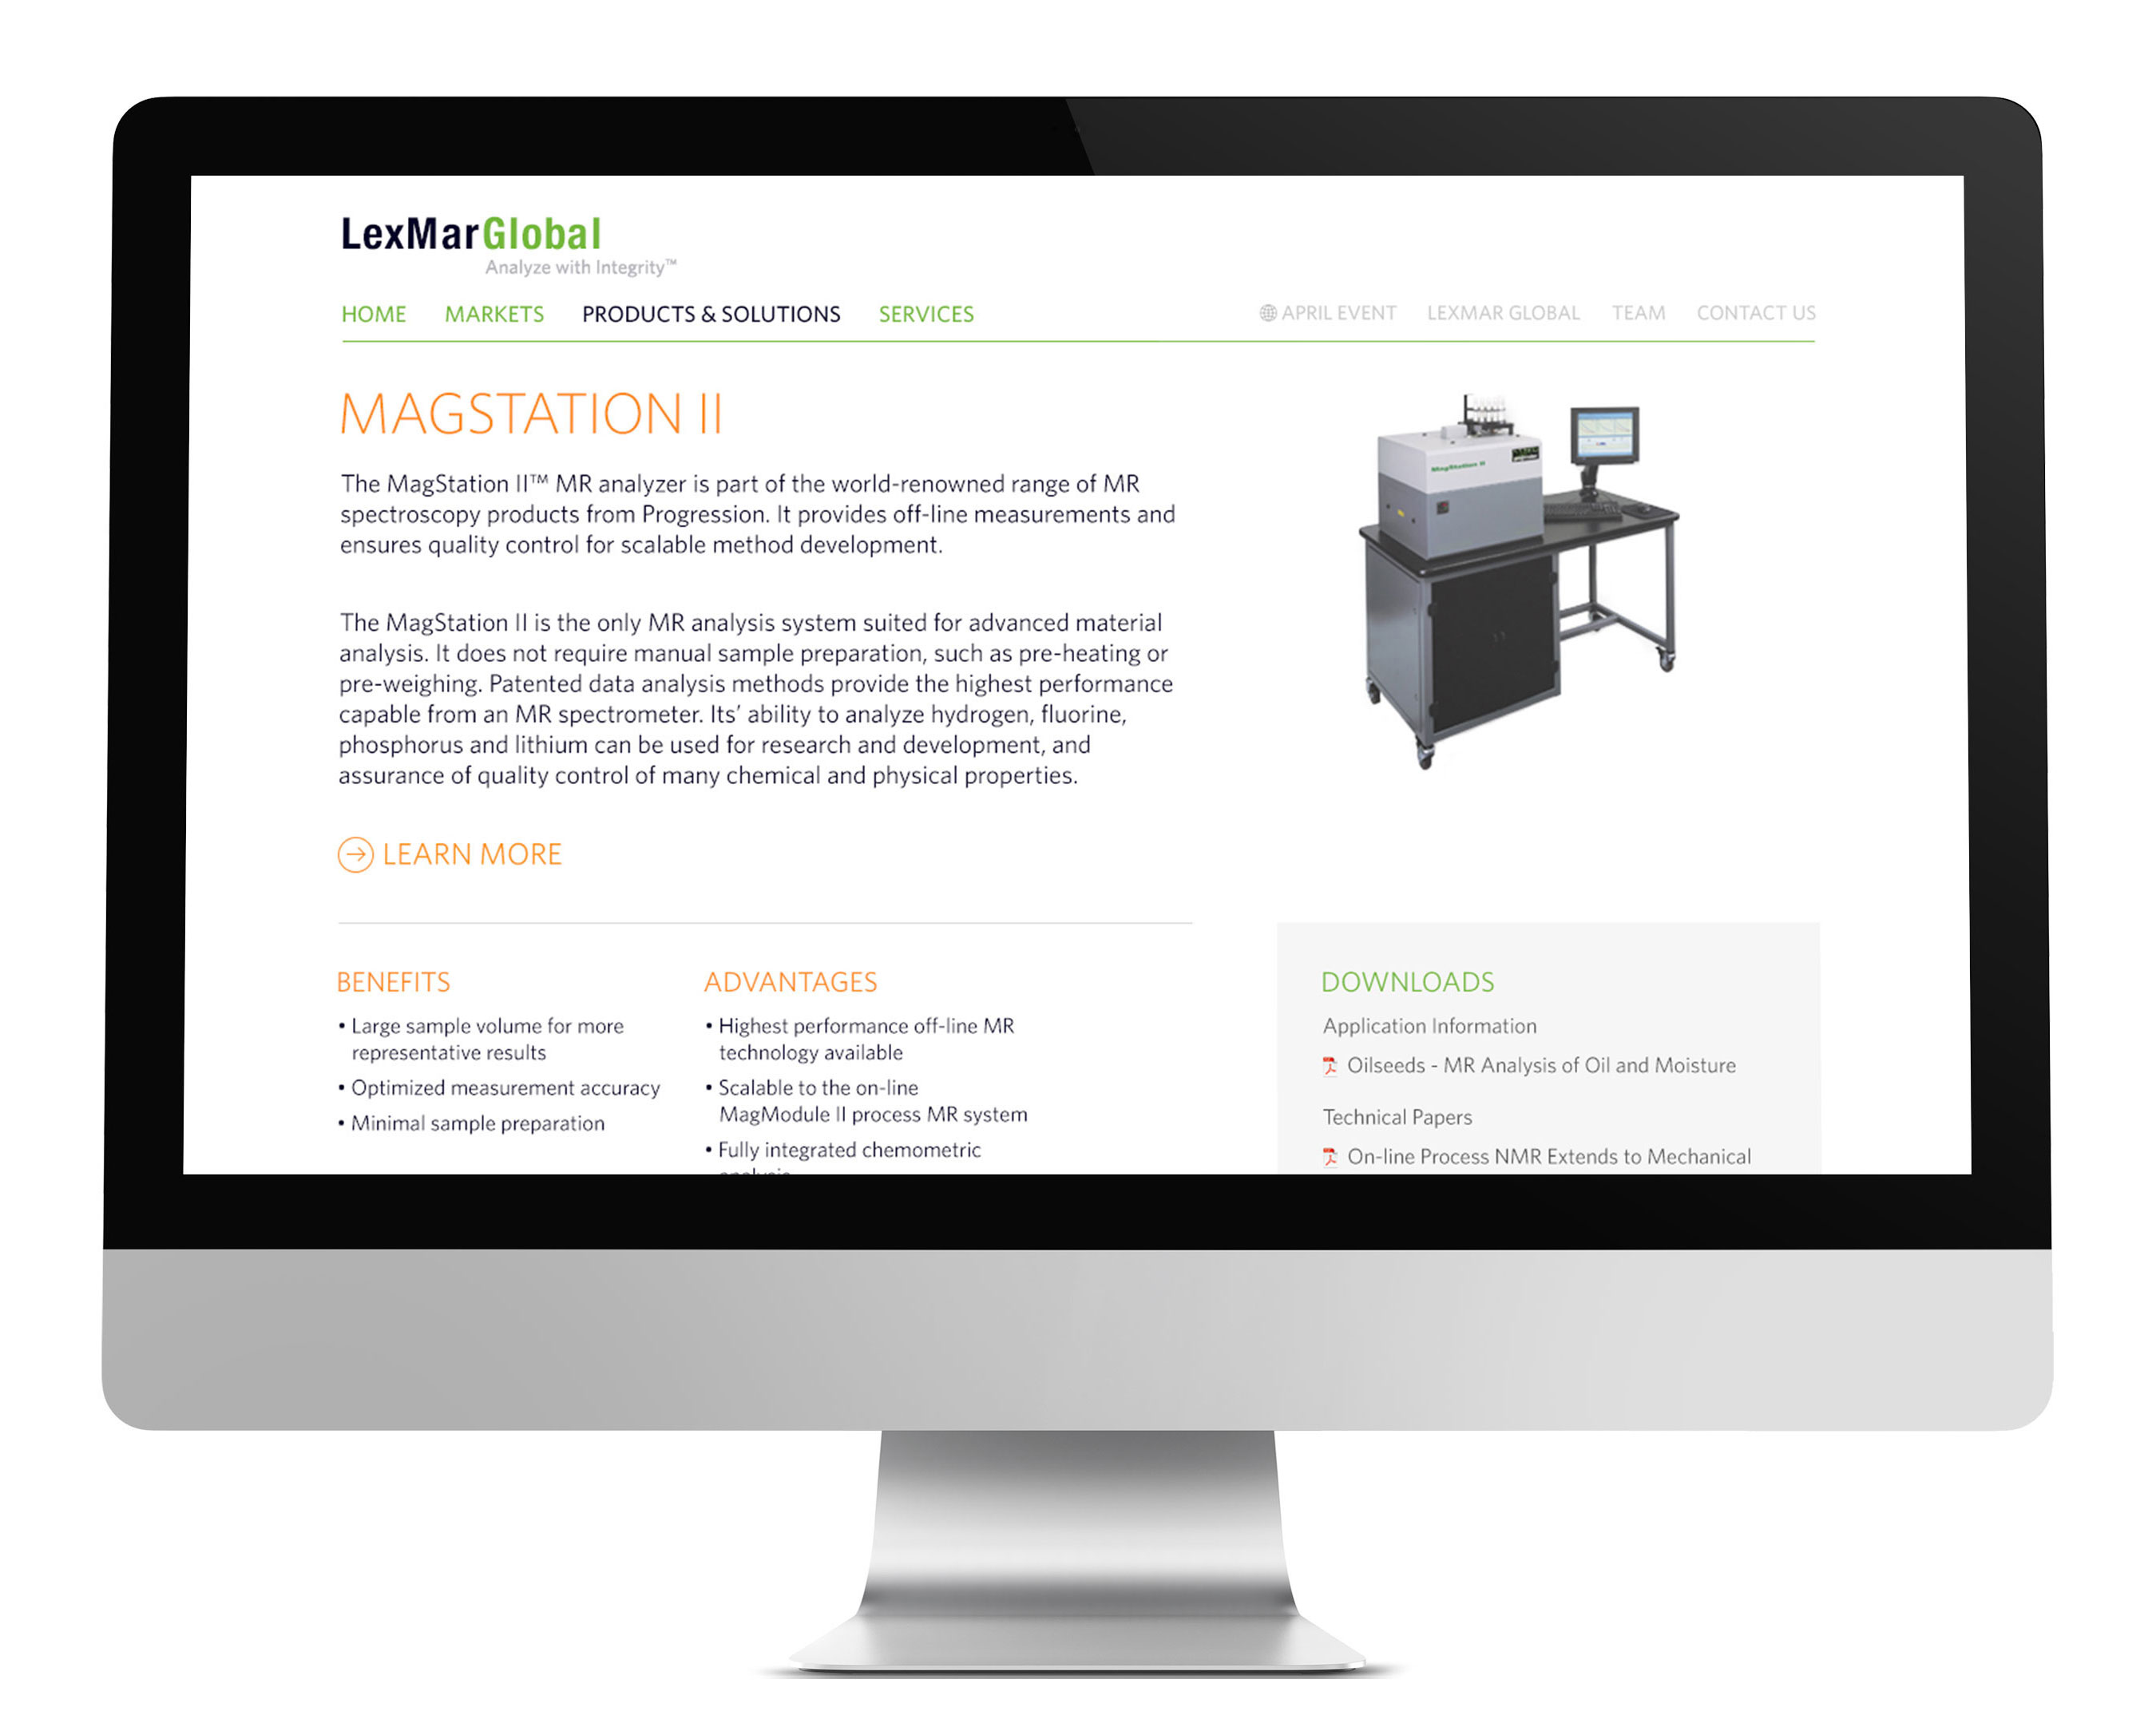 LexMarGlobal
Analyze with Integrity™
HOME MARKETS PRODUCTS & SOLUTIONS SERVICES APRIL EVENT LEXMAR GLOBAL TEAM CONTACT US
MAGSTATION II
The MagStation II™ MR analyzer is part of the world-renowned range of MR
spectroscopy products from Progression. It provides off-line measurements and
ensures quality control for scalable method development.
The MagStation II is the only MR analysis system suited for advanced material
analysis. It does not require manual sample preparation, such as pre-heating or
pre-weighing. Patented data analysis methods provide the highest performance
capable from an MR spectrometer. Its’ ability to analyze hydrogen, fluorine,
phosphorus and lithium can be used for research and development, and
assurance of quality control of many chemical and physical properties.
LEARN MORE
MagStation II
BENEFITS
• Large sample volume for more
representative results
• Optimized measurement accuracy
• Minimal sample preparation
ADVANTAGES
• Highest performance off-line MR
technology available
• Scalable to the on-line
MagModule II process MR system
• Fully integrated chemometric
DOWNLOADS
Application Information
Oilseeds - MR Analysis of Oil and Moisture
Technical Papers
On-line Process NMR Extends to Mechanical